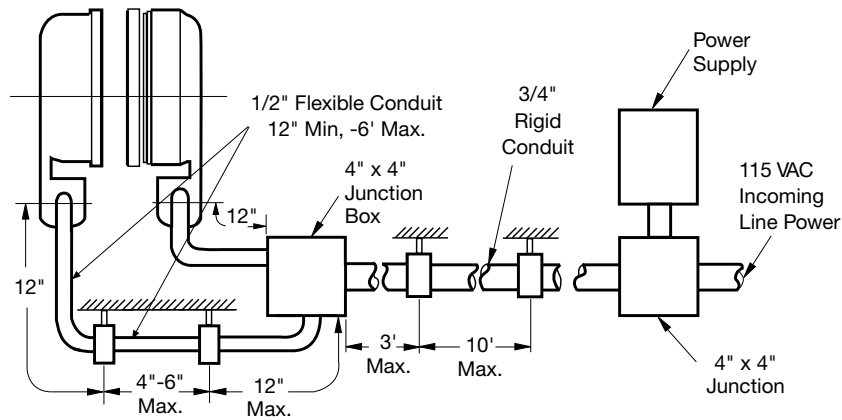 Power
Supply
1/2" Flexible Conduit
12" Min, -6' Max.
3/4"
Rigid
Conduit
4" x 4"
Junction
Box
115 VAC
Incoming
Line Power
12"
12"
3'
Max.
10'
Max.
4"-6"
Max.
12"
Max.
4" x 4"
Junction